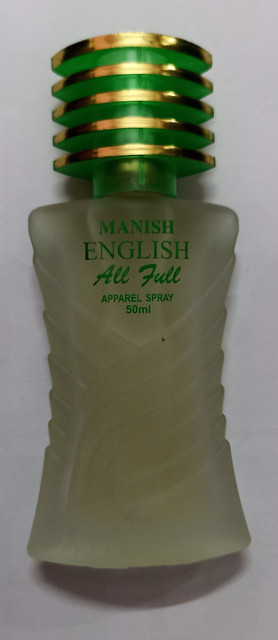 MANISH
ENGLISH
All Full
APPAREL SPRAY
50ml